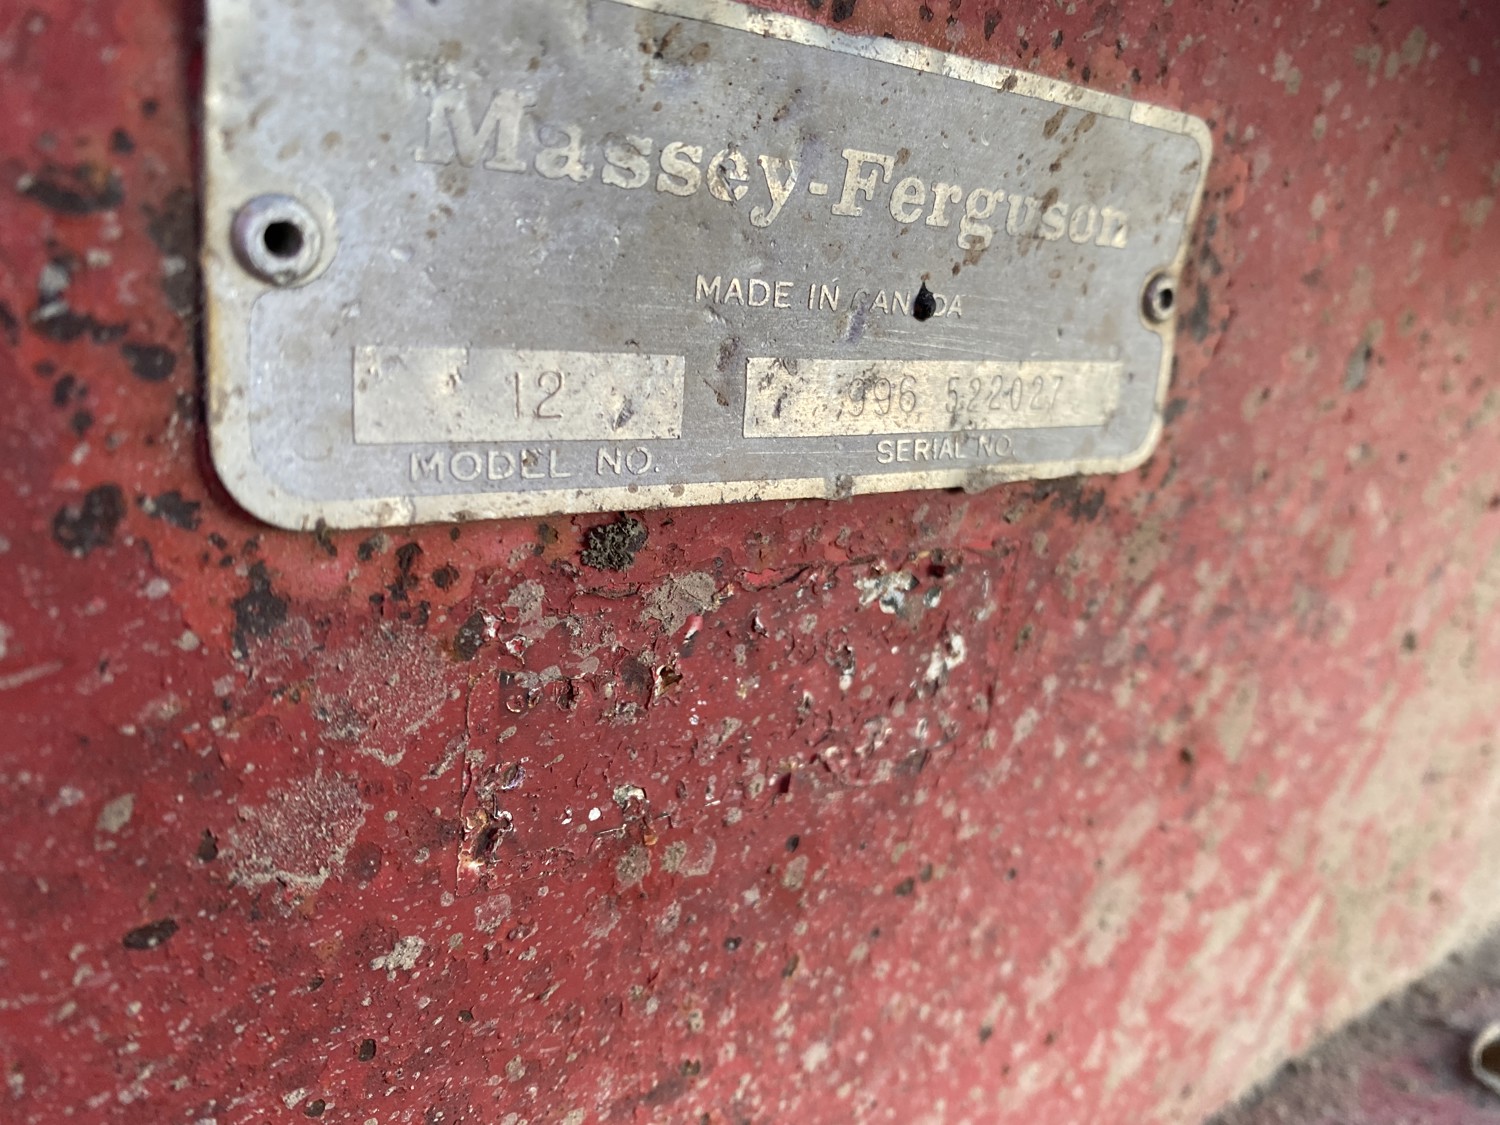 Massey-Ferguson
MADE IN CANADA
12 996 522027
MODEL NO. SERIAL NO.